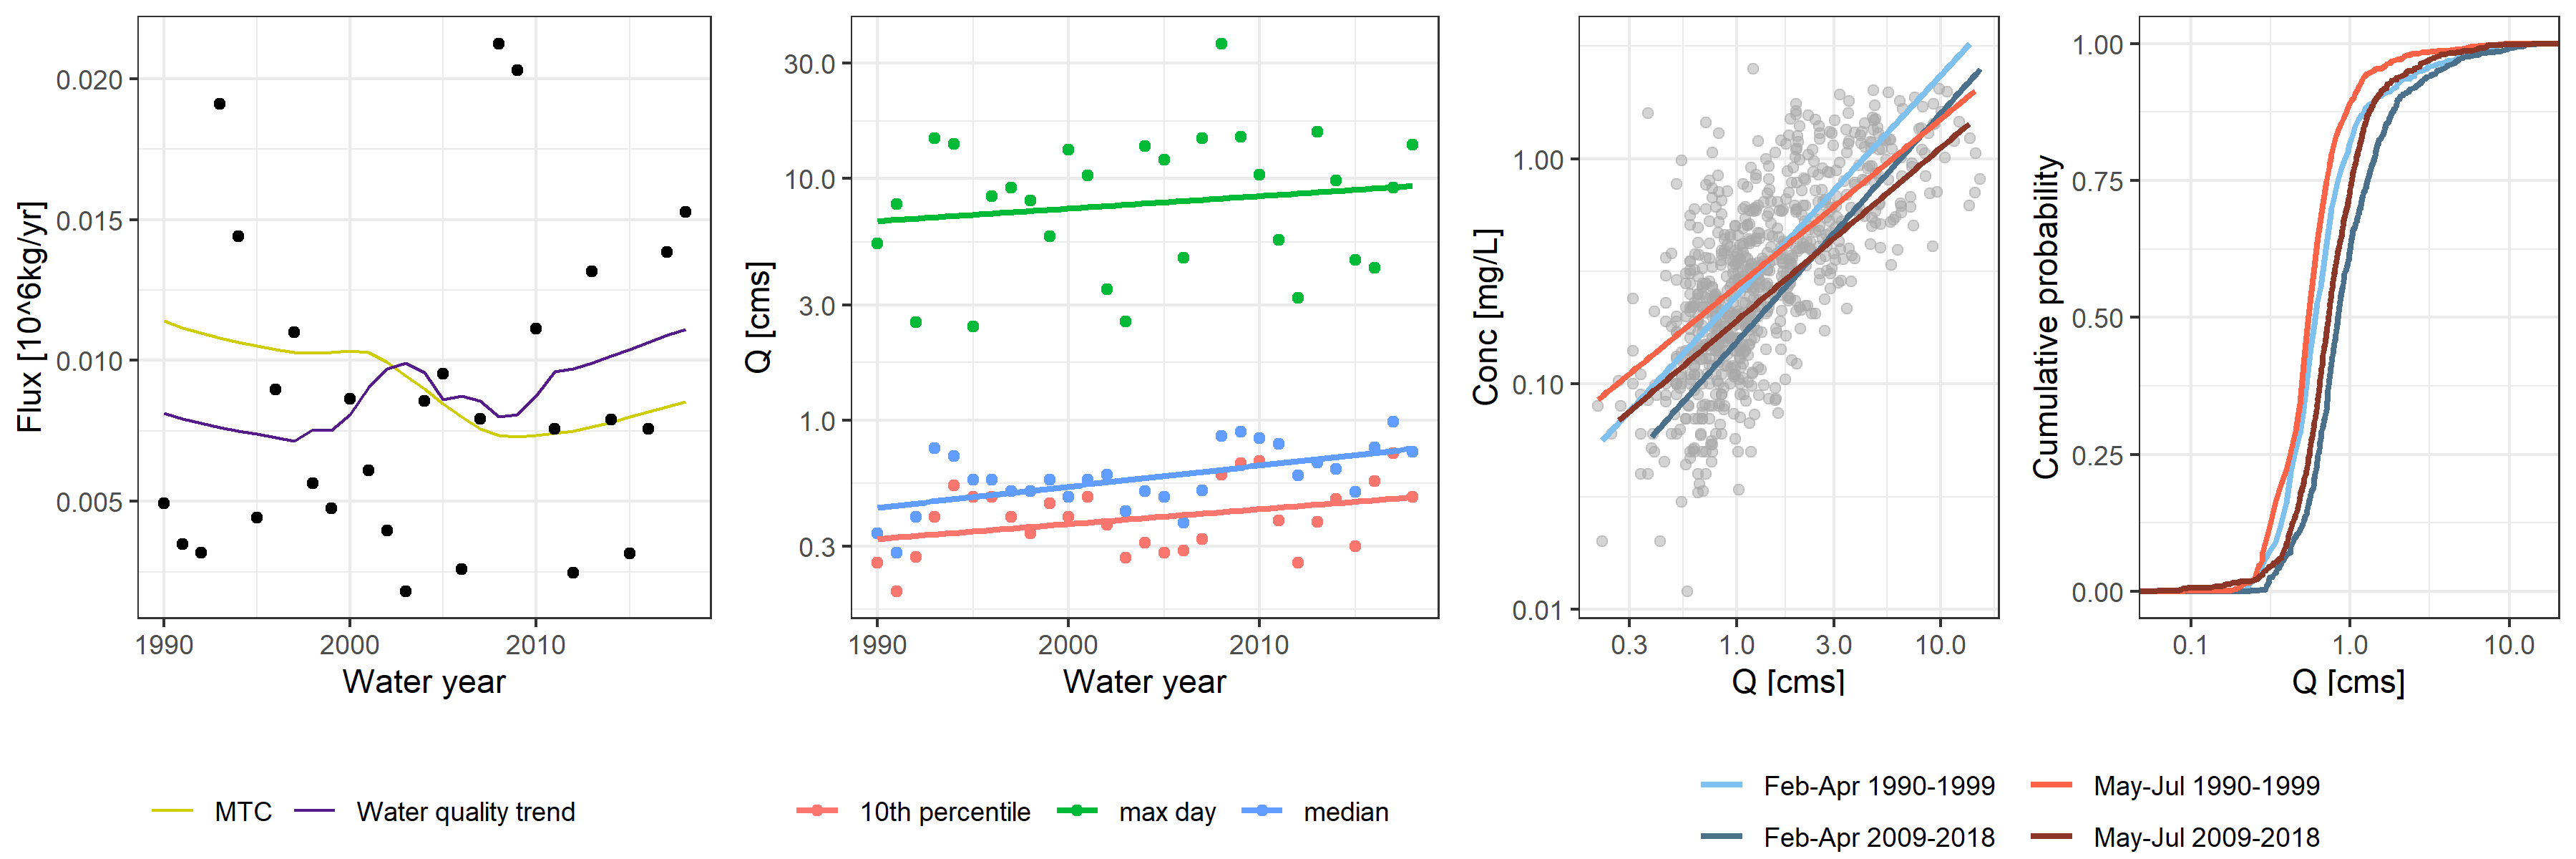 Flux [10^6kg/yr]
0.020
0.015
0.010
0.005
1990 2000 2010
Water year
MTC Water quality trend
Q [cms]
30.0
10.0
3.0
1.0
0.3
1990 2000 2010
Water year
10th percentile max day median
Conc [mg/L]
1.00
0.10
0.01
0.3 1.0 3.0 10.0
Q [cms]
Cumulative probability
1.00
0.75
0.50
0.25
0.00
0.1 1.0 10.0
Q [cms]
Feb-Apr 1990-1999 May-Jul 1990-1999
Feb-Apr 2009-2018 May-Jul 2009-2018